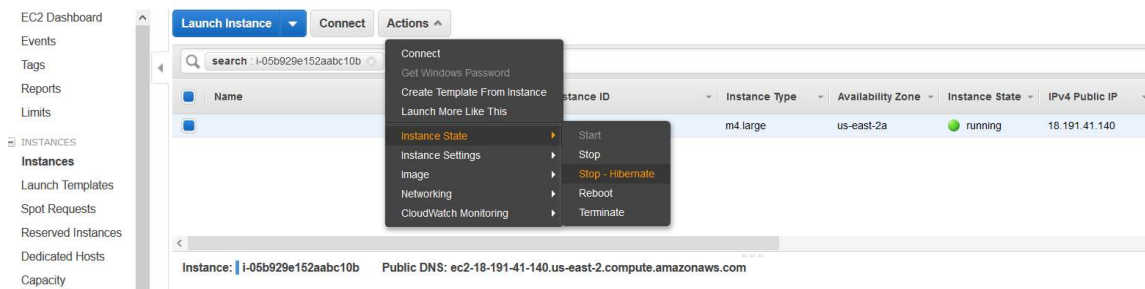 EC2 Dashboard
Events
Tags
Reports
Limits
INSTANCES
Instances
Launch Templates
Spot Requests
Reserved Instances
Dedicated Hosts
Capacity
Launch Instance Connect Actions
search : i-05b929e152aabc10b
Connect
Get Windows Password
Create Template From Instance
Launch More Like This
Instance State
Instance Settings
Image
Networking
CloudWatch Monitoring
Start
Stop
Stop - Hibernate
Reboot
Terminate
Name stance ID Instance Type Availability Zone Instance State IPv4 Public IP
m4.large us-east-2a running 18.191.41.140
Instance: i-05b929e152aabc10b Public DNS: ec2-18-191-41-140.us-east-2.compute.amazonaws.com